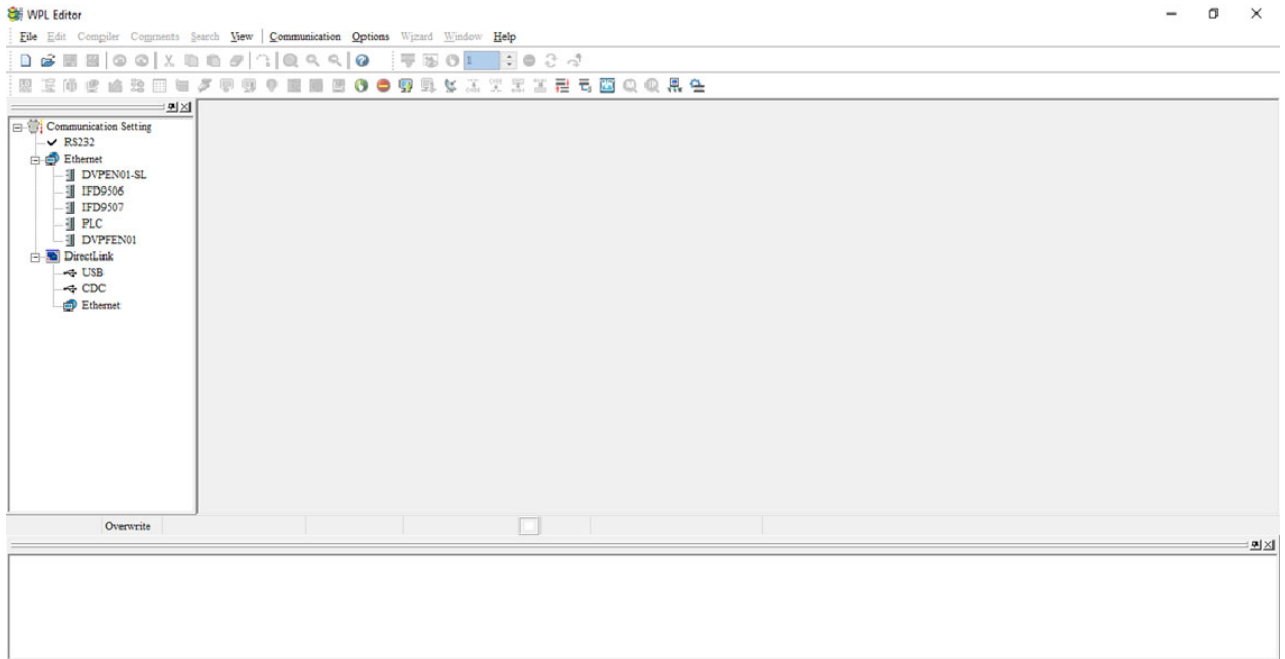 WPL Editor
File Edit Compiler Comments Search View Communication Options Wizard Window Help
1
Communication Setting
RS232
Ethernet
DVPEN01-SL
IFD9506
IFD9507
PLC
DVPFEN01
DirectLink
USB
CDC
Ethernet
Overwrite